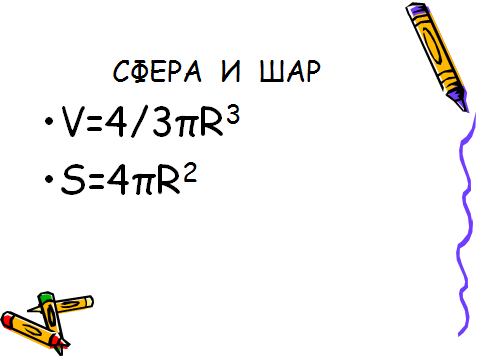 СФЕРА И ШАР
• V=4/3πR³
• S=4πR²